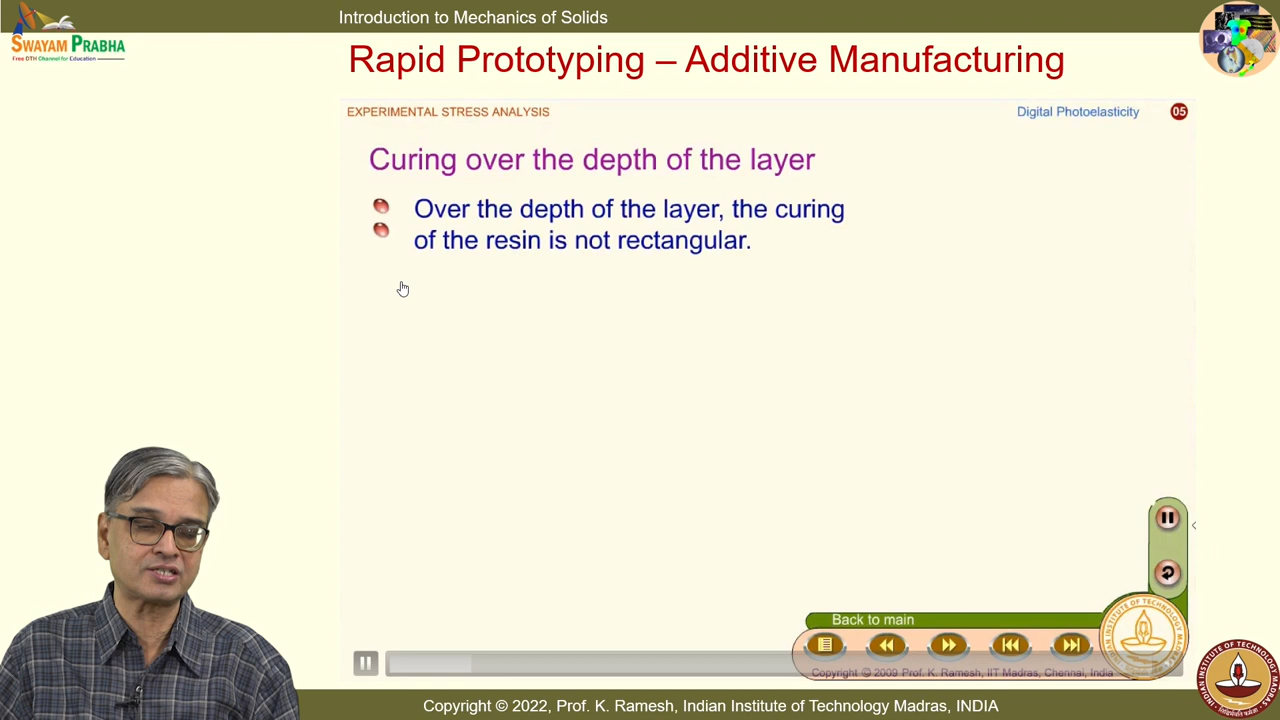 Introduction to Mechanics of Solids
SWAYAM PRABHA
Free DTH Channel for Education
Rapid Prototyping – Additive Manufacturing
EXPERIMENTAL STRESS ANALYSIS
Digital Photoelasticity
05
Curing over the depth of the layer
Over the depth of the layer, the curing
of the resin is not rectangular.
Back to main
Copyright © 2009 Prof. K. Ramesh, IIT Madras, Chennai, India
Copyright © 2022, Prof. K. Ramesh, Indian Institute of Technology Madras, INDIA